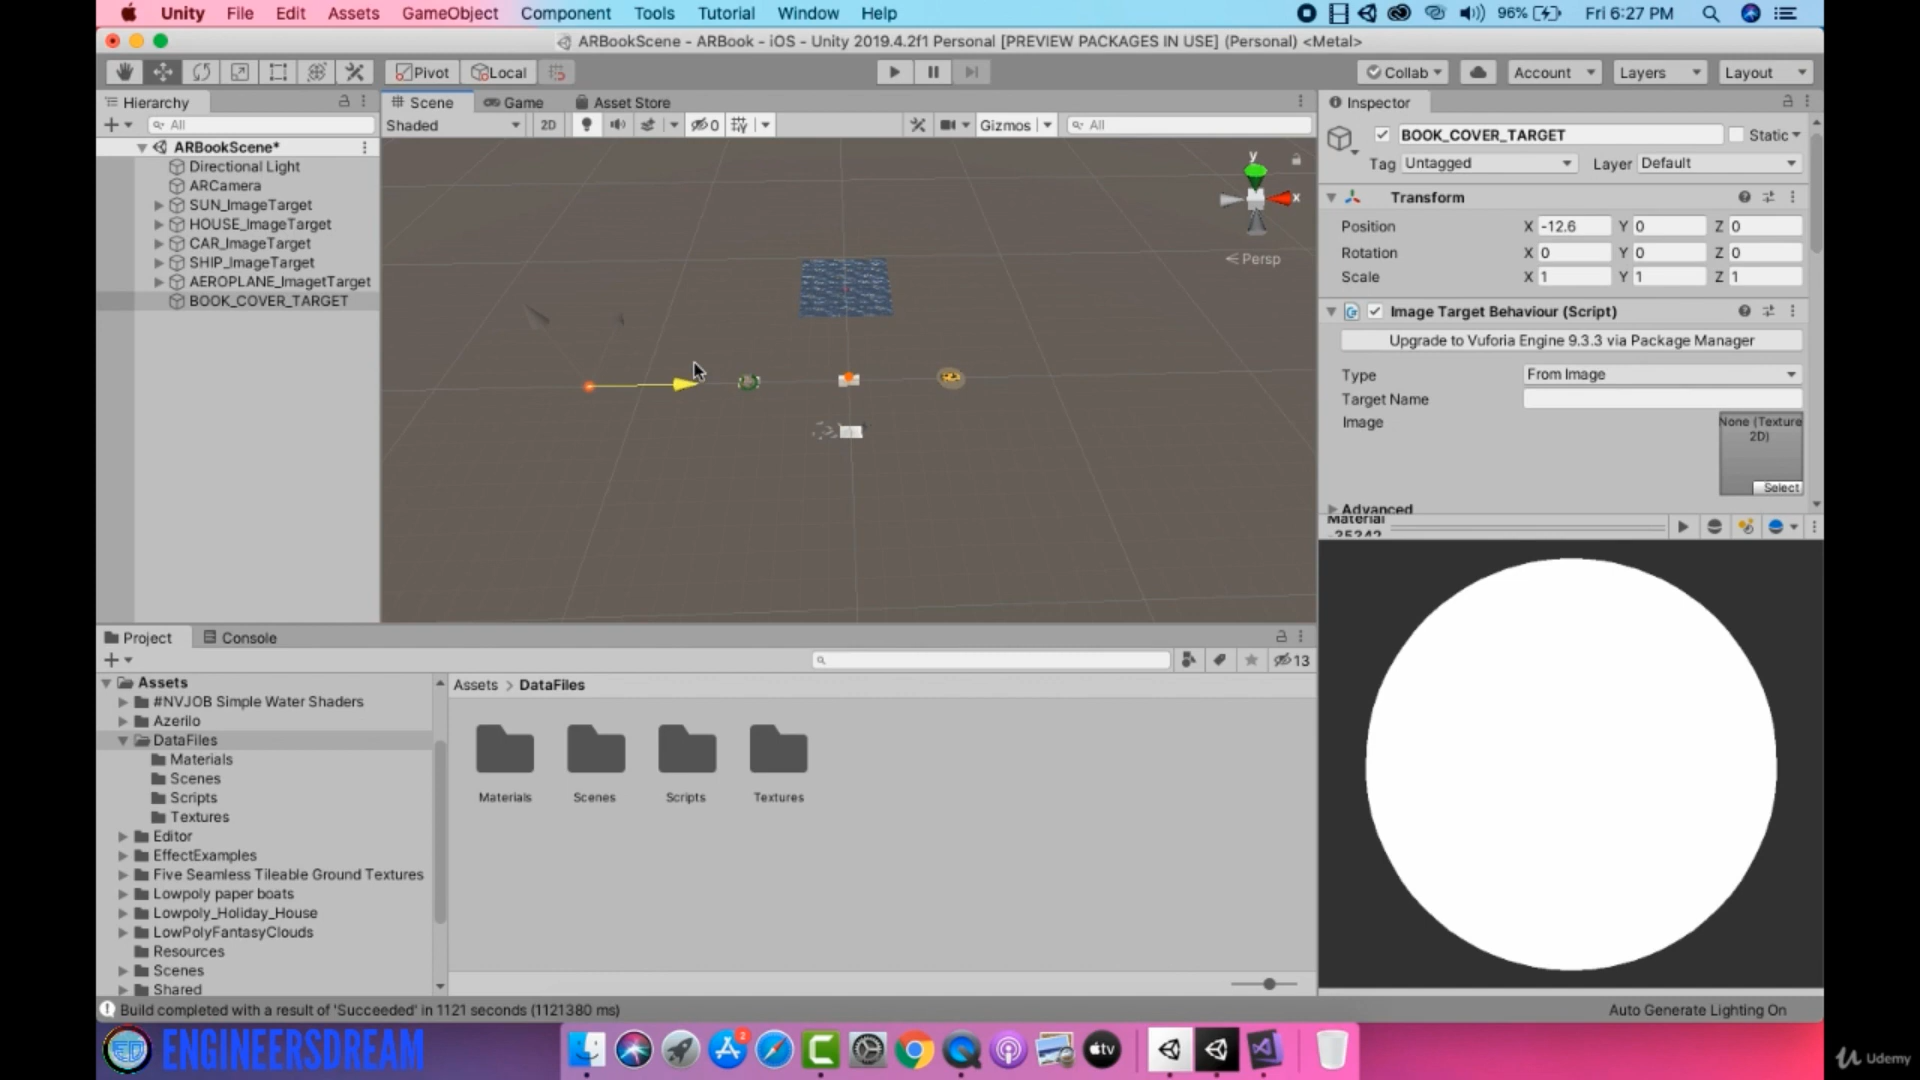 Unity File Edit Assets GameObject Component Tools Tutorial Window Help 96% Fri 6:27 PM
ARBookScene - ARBook - iOS - Unity 2019.4.2f1 Personal [PREVIEW PACKAGES IN USE] (Personal) <Metal>
Pivot Local Collab Account Layers Layout
Hierarchy
All
ARBookScene*
Directional Light
ARCamera
SUN_ImageTarget
HOUSE_ImageTarget
CAR_ImageTarget
SHIP_ImageTarget
AEROPLANE_ImagetTarget
BOOK_COVER_TARGET
Scene Game Asset Store
Shaded 2D 0 Gizmos All
y
x
Persp
Inspector
BOOK_COVER_TARGET Static
Tag Untagged Layer Default
Transform
Position X -12.6 Y 0 Z 0
Rotation X 0 Y 0 Z 0
Scale X 1 Y 1 Z 1
Image Target Behaviour (Script)
Upgrade to Vuforia Engine 9.3.3 via Package Manager
Type From Image
Target Name
Image None (Texture
2D)
Select
Advanced
Material
-35242
Project Console
13
Assets
#NVJOB Simple Water Shaders
Azerilo
DataFiles
Materials
Scenes
Scripts
Textures
Editor
EffectExamples
Five Seamless Tileable Ground Textures
Lowpoly paper boats
Lowpoly_Holiday_House
LowPolyFantasyClouds
Resources
Scenes
Shared
Assets > DataFiles
Materials Scenes Scripts Textures
Build completed with a result of 'Succeeded' in 1121 seconds (1121380 ms)
Auto Generate Lighting On
ENGINEERSDREAM
2
tv
Udemy